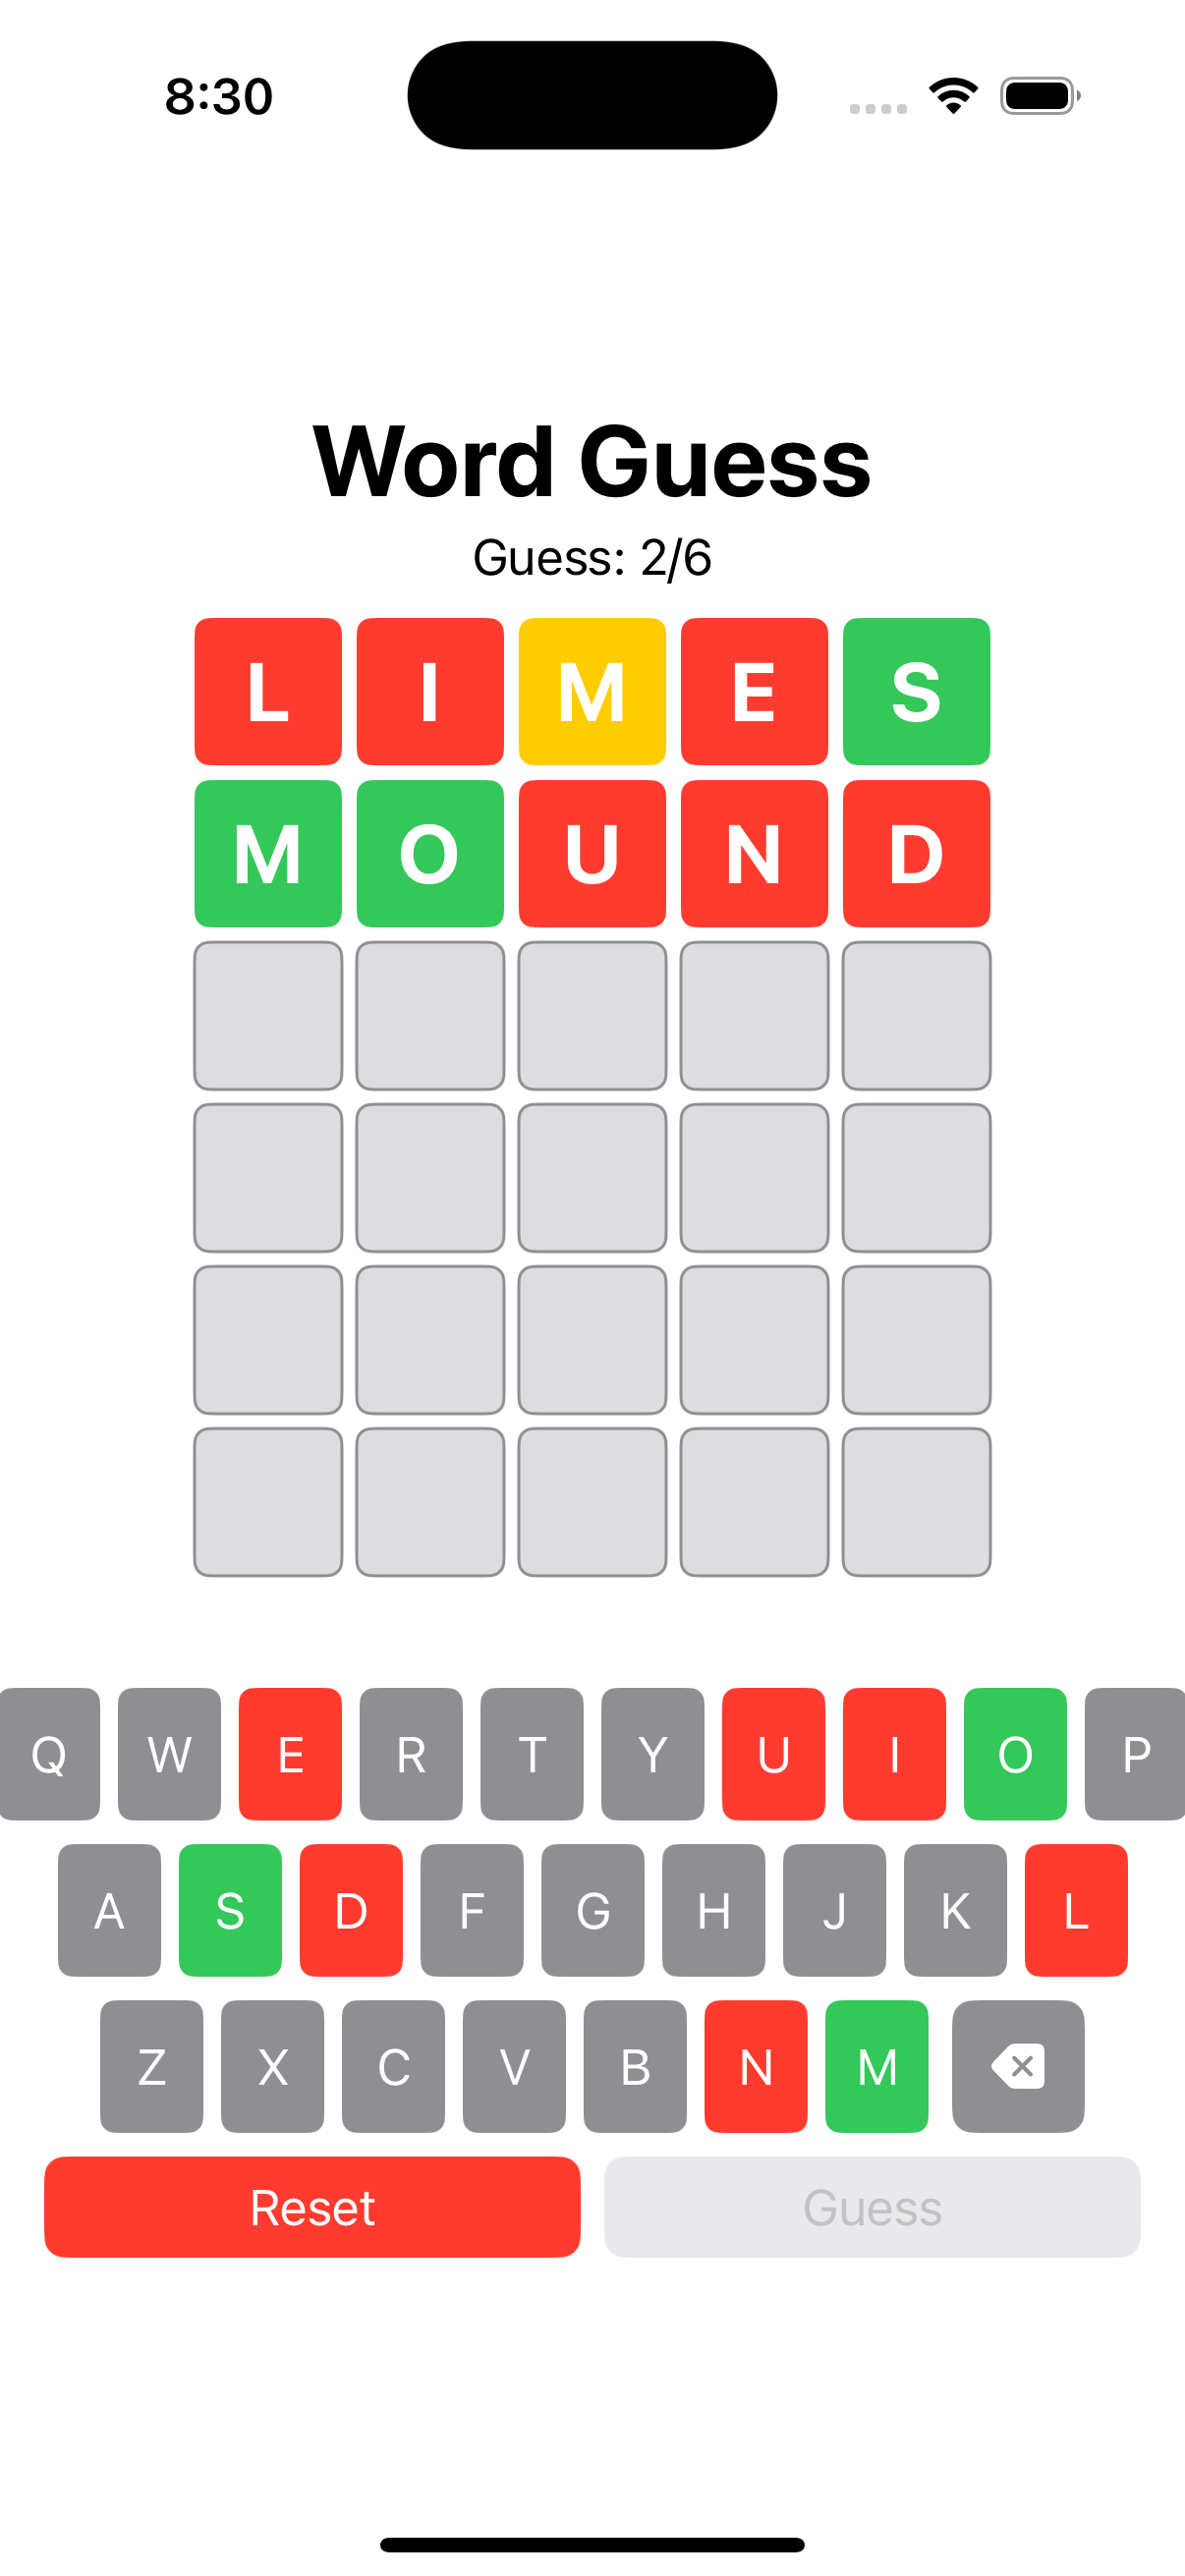 8:30
Word Guess
Guess: 2/6
L I M E S
M O U N D
Q W E R T Y U I O P
A S D F G H J K L
Z X C V B N M
Reset Guess